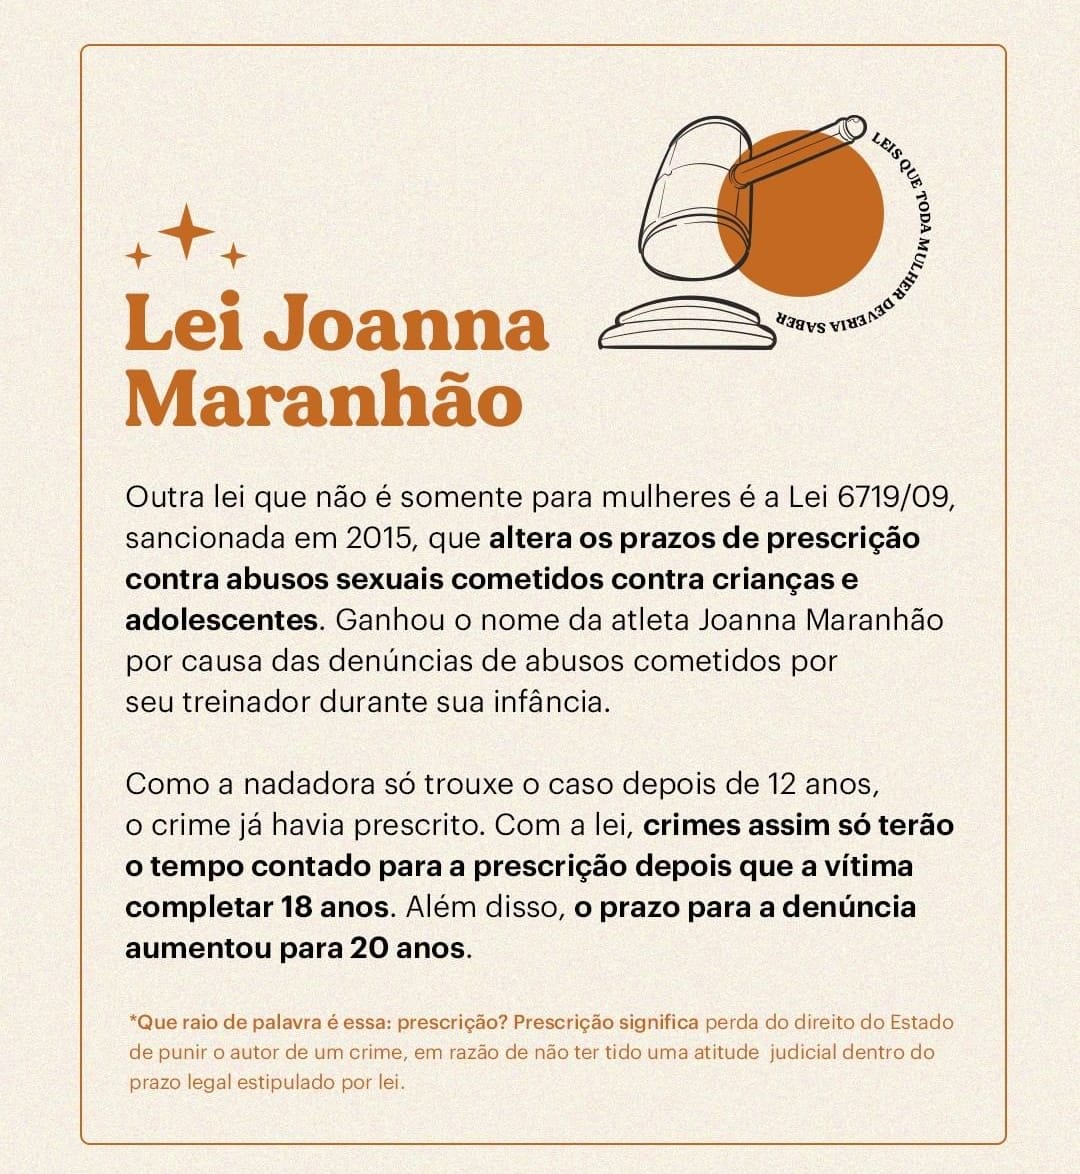 LEIS QUE TODA MULHER DEVERIA SABER
Lei Joanna
Maranhão
Outra lei que não é somente para mulheres é a Lei 6719/09,
sancionada em 2015, que altera os prazos de prescrição
contra abusos sexuais cometidos contra crianças e
adolescentes. Ganhou o nome da atleta Joanna Maranhão
por causa das denúncias de abusos cometidos por
seu treinador durante sua infância.
Como a nadadora só trouxe o caso depois de 12 anos,
o crime já havia prescrito. Com a lei, crimes assim só terão
o tempo contado para a prescrição depois que a vítima
completar 18 anos. Além disso, o prazo para a denúncia
aumentou para 20 anos.
*Que raio de palavra é essa: prescrição? Prescrição significa perda do direito do Estado
de punir o autor de um crime, em razão de não ter tido uma atitude judicial dentro do
prazo legal estipulado por lei.